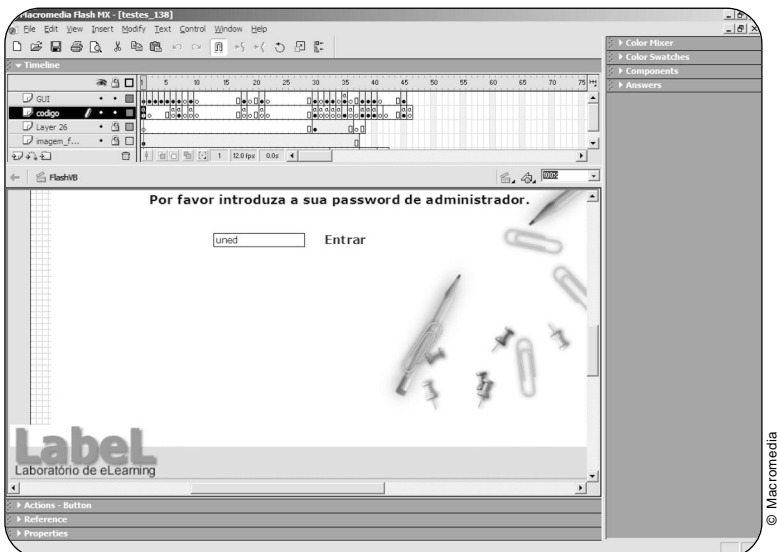 Macromedia Flash MX - [testes_138]
File Edit View Insert Modify Text Control Window Help
Color Mixer
Color Swatches
Components
Answers
Timeline
1 5 10 15 20 25 30 35 40 45 50 55 60 65 70 75
GUI
codigo
Layer 26
imagem_f...
1 12.0 fps 0.0s
FlashVB
100%
Por favor introduza a sua password de administrador.
uned Entrar
LabeL
Laboratório de eLearning
Actions - Button
Reference
Properties
© Macromedia